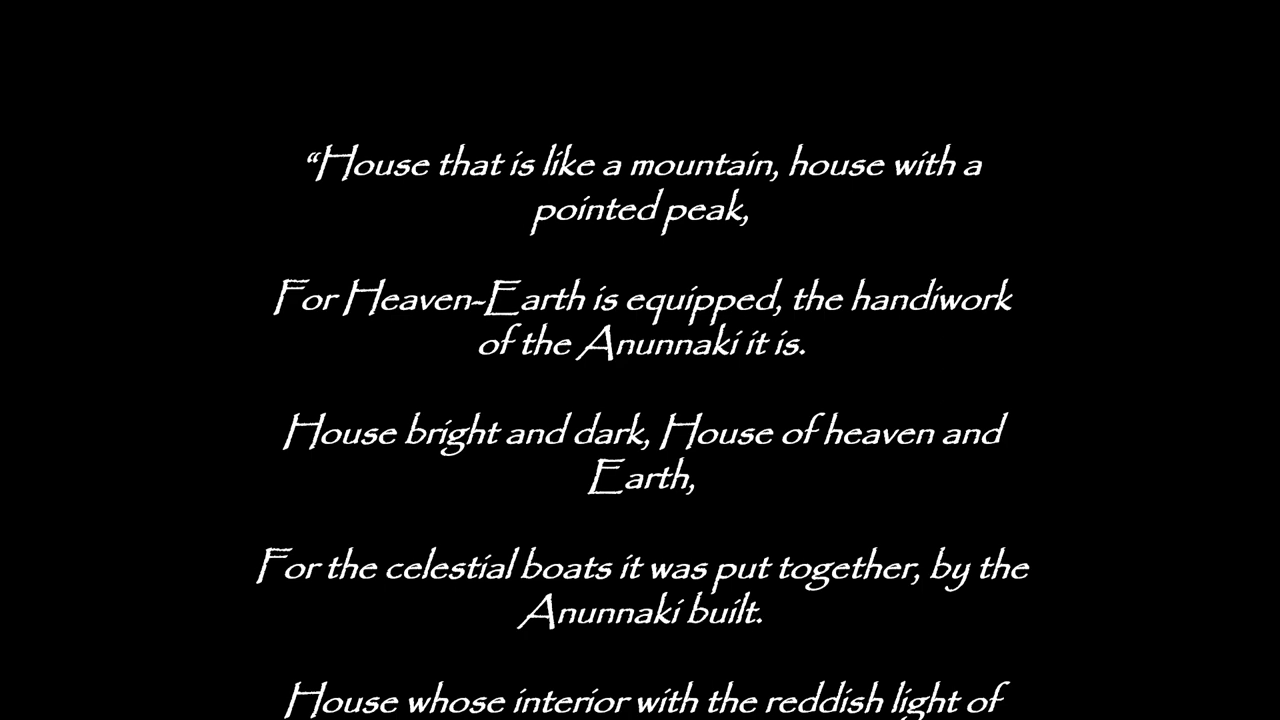 “House that is like a mountain, house with a
pointed peak,
For Heaven-Earth is equipped, the handiwork
of the Anunnaki it is.
House bright and dark, House of heaven and
Earth,
For the celestial boats it was put together, by the
Anunnaki built.
House whose interior with the reddish light of